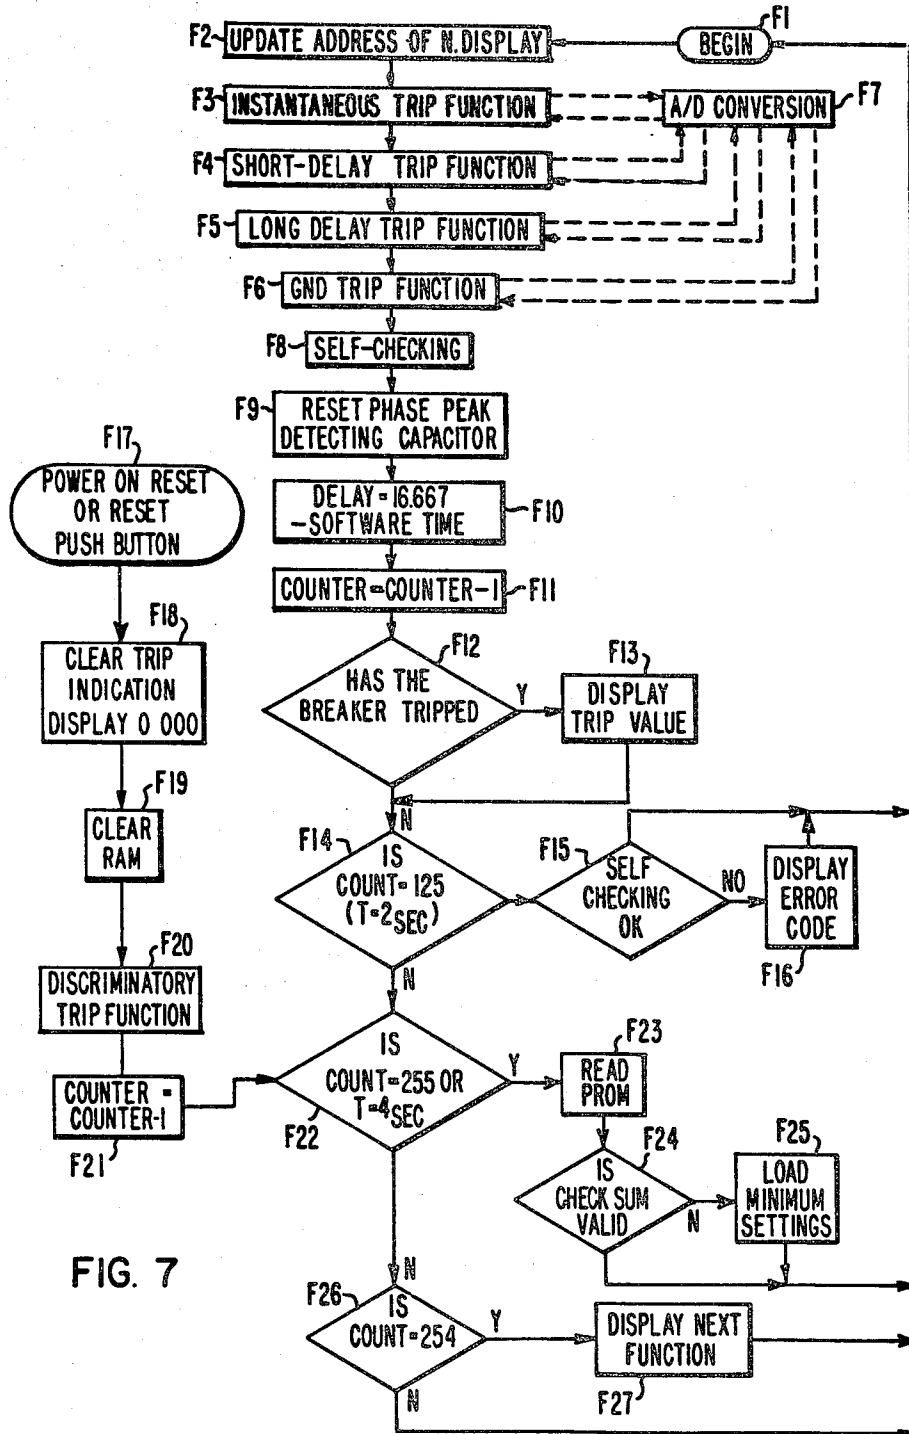 F1
F2
UPDATE ADDRESS OF N.DISPLAY
BEGIN
F3
INSTANTANEOUS TRIP FUNCTION
A/D CONVERSION
F7
F4
SHORT-DELAY TRIP FUNCTION
F5
LONG DELAY TRIP FUNCTION
F6
GND TRIP FUNCTION
F8
SELF-CHECKING
F9
RESET PHASE PEAK
DETECTING CAPACITOR
F17
POWER ON RESET
OR RESET
PUSH BUTTON
DELAY=16.667
-SOFTWARE TIME
F10
COUNTER=COUNTER-1
F11
F18
CLEAR TRIP
INDICATION
DISPLAY 0 000
F12
HAS THE
BREAKER TRIPPED
Y
F13
DISPLAY
TRIP VALUE
F19
CLEAR
RAM
N
F14
IS
COUNT=125
(T=2SEC)
F15
SELF
CHECKING
OK
NO
DISPLAY
ERROR
CODE
F16
N
F20
DISCRIMINATORY
TRIP FUNCTION
COUNTER =
COUNTER-1
F21
IS
COUNT=255 OR
T=4SEC
F22
Y
F23
READ
PROM
F24
IS
CHECK SUM
VALID
N
F25
LOAD
MINIMUM
SETTINGS
FIG. 7
N
F26
IS
COUNT=254
Y
DISPLAY NEXT
FUNCTION
F27
N